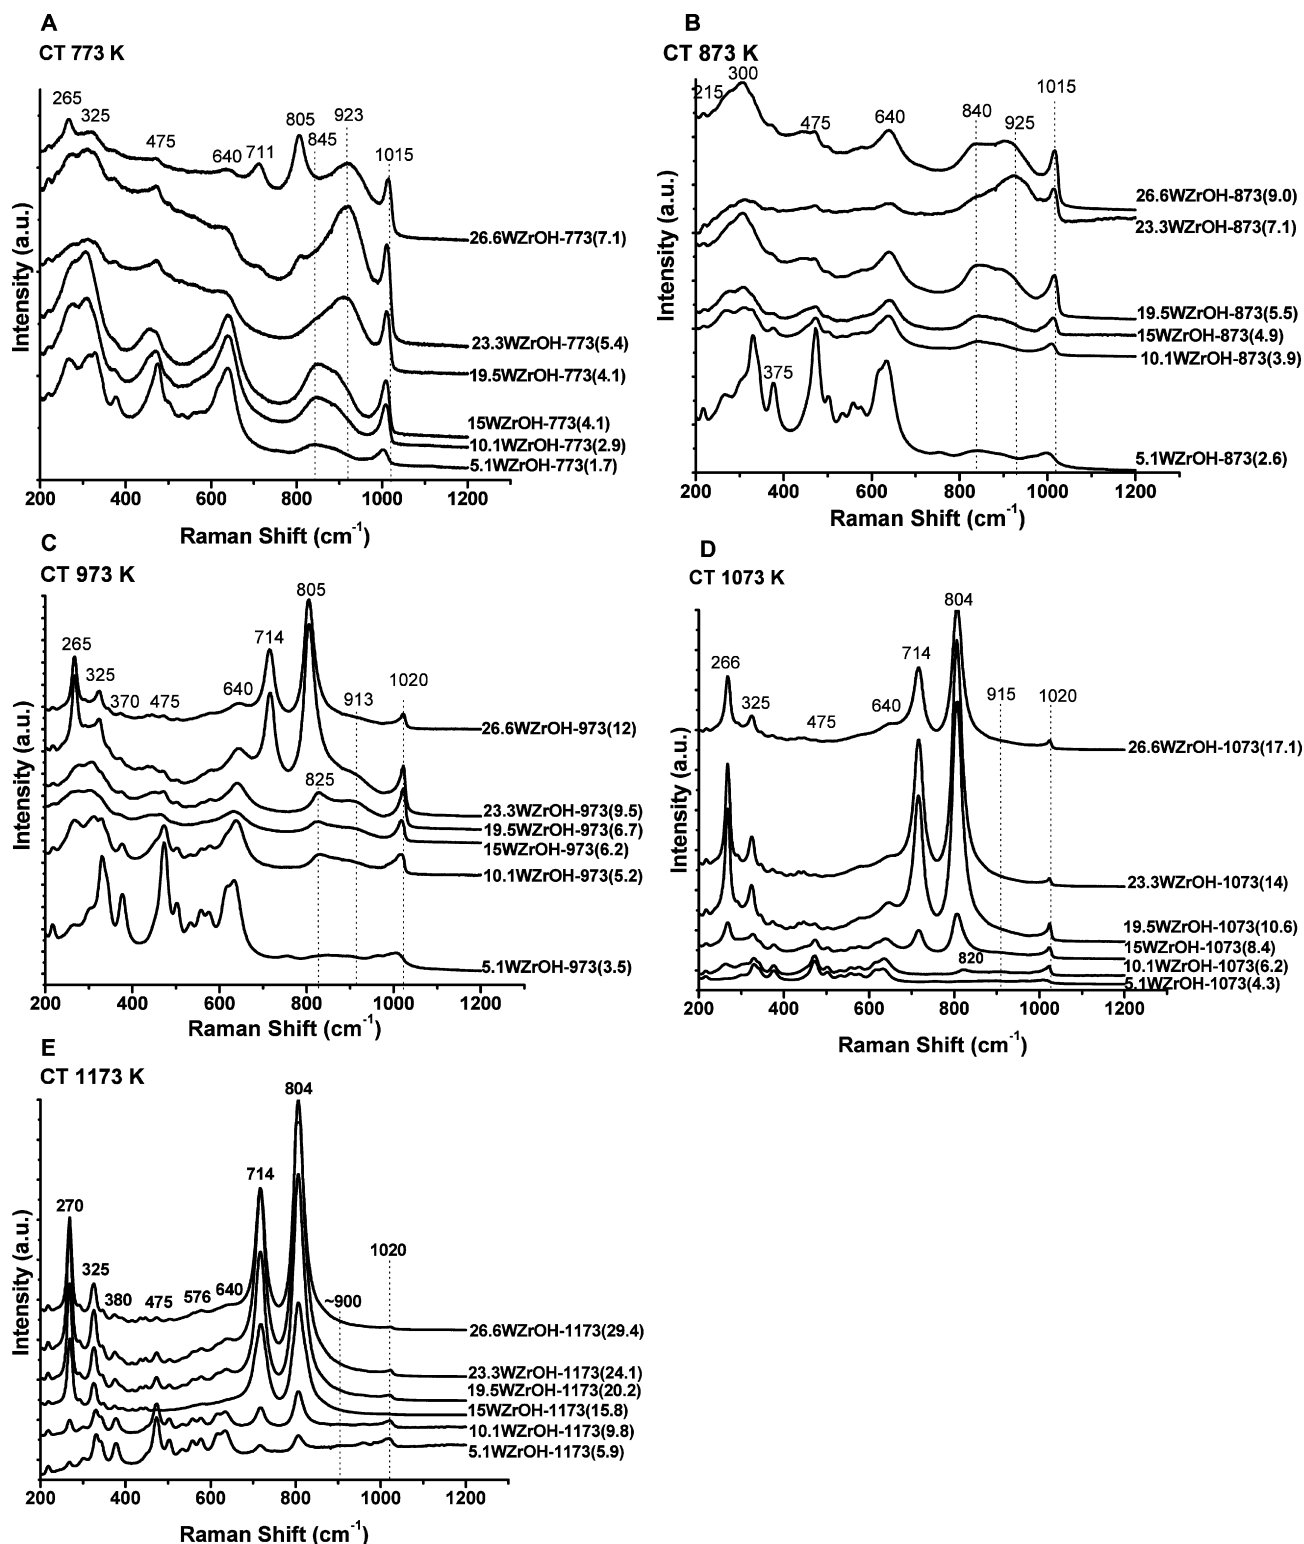 A
CT 773 K
265
325
475
640
711
805
845
923
1015
26.6WZrOH-773(7.1)
23.3WZrOH-773(5.4)
19.5WZrOH-773(4.1)
15WZrOH-773(4.1)
10.1WZrOH-773(2.9)
5.1WZrOH-773(1.7)
Intensity (a.u.)
200 400 600 800 1000 1200
Raman Shift (cm-1)
B
CT 873 K
215
300
375
475
640
840
925
1015
26.6WZrOH-873(9.0)
23.3WZrOH-873(7.1)
19.5WZrOH-873(5.5)
15WZrOH-873(4.9)
10.1WZrOH-873(3.9)
5.1WZrOH-873(2.6)
Intensity (a.u.)
200 400 600 800 1000 1200
Raman Shift (cm-1)
C
CT 973 K
265
325
370
475
640
714
805
825
913
1020
26.6WZrOH-973(12)
23.3WZrOH-973(9.5)
19.5WZrOH-973(6.7)
15WZrOH-973(6.2)
10.1WZrOH-973(5.2)
5.1WZrOH-973(3.5)
Intensity (a.u.)
200 400 600 800 1000 1200
Raman Shift (cm-1)
D
CT 1073 K
266
325
475
640
714
804
820
915
1020
26.6WZrOH-1073(17.1)
23.3WZrOH-1073(14)
19.5WZrOH-1073(10.6)
15WZrOH-1073(8.4)
10.1WZrOH-1073(6.2)
5.1WZrOH-1073(4.3)
Intensity (a.u.)
200 400 600 800 1000 1200
Raman Shift (cm-1)
E
CT 1173 K
270
325
380
475
576
640
714
804
~900
1020
26.6WZrOH-1173(29.4)
23.3WZrOH-1173(24.1)
19.5WZrOH-1173(20.2)
15WZrOH-1173(15.8)
10.1WZrOH-1173(9.8)
5.1WZrOH-1173(5.9)
Intensity (a.u.)
200 400 600 800 1000 1200
Raman Shift (cm-1)